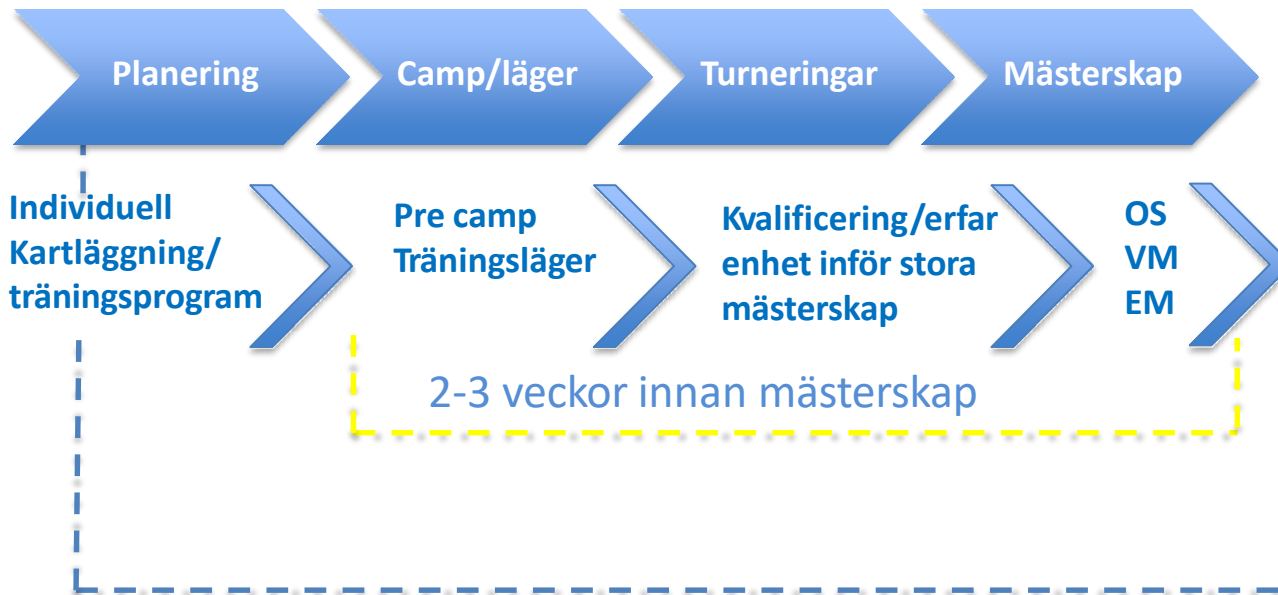 Planering
Camp/läger
Turneringar
Mästerskap
Individuell
Kartläggning/
träningsprogram
Pre camp
Träningsläger
Kvalificering/erfar
enhet inför stora
mästerskap
OS
VM
EM
2-3 veckor innan mästerskap